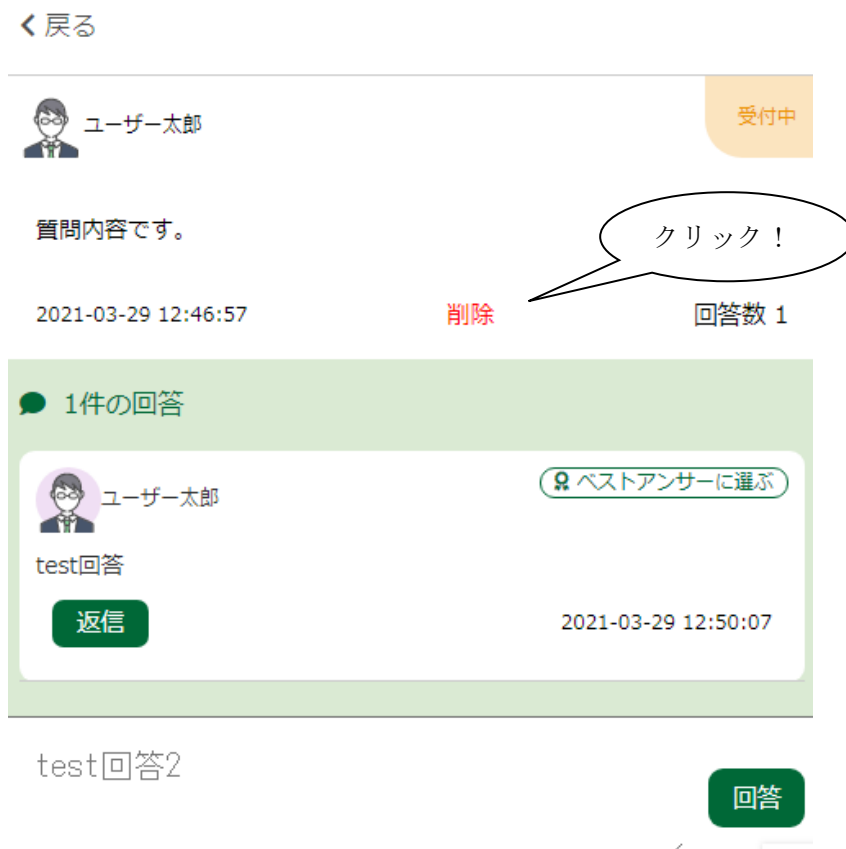 戻る
ユーザー太郎
受付中
質問内容です。
クリック！
2021-03-29 12:46:57 削除 回答数 1
1件の回答
ユーザー太郎
ベストアンサーに選ぶ
test回答
返信
2021-03-29 12:50:07
test回答2
回答